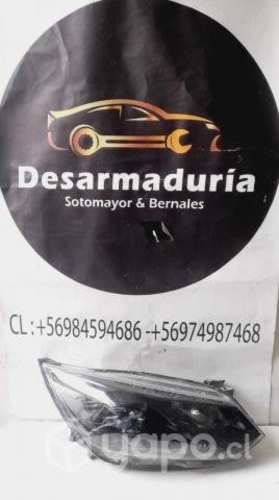 Desarmaduría
Sotomayor & Bernales
CL : +56984594686 -+56974987468
yapo.cl